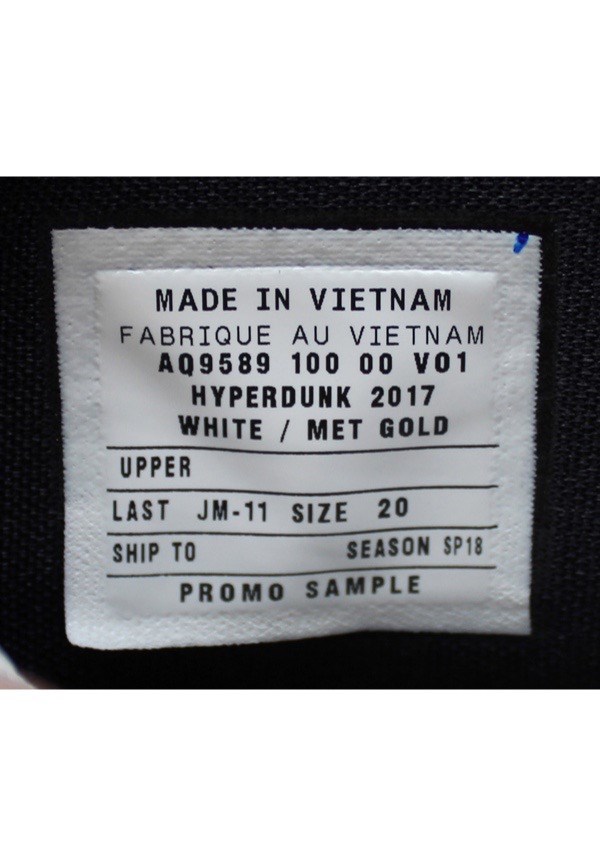 MADE IN VIETNAM
FABRIQUE AU VIETNAM
AQ9589 100 00 V01
HYPERDUNK 2017
WHITE / MET GOLD
UPPER
LAST JM-11 SIZE 20
SHIP TO SEASON SP18
PROMO SAMPLE